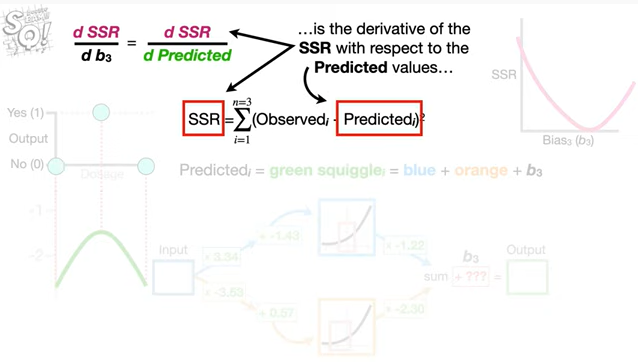 StatQuest
SQ!
d SSR
d b₃
=
d SSR
d Predicted
...is the derivative of the
SSR with respect to the
Predicted values...
SSR
Bias₃ (b₃)
n=3
SSR = ∑ (Observedᵢ - Predictedᵢ)²
i=1
Yes (1)
Output
No (0)
Dosage
-1
-2
Predictedᵢ = green squiggleᵢ = blue + orange + b₃
Input
x 3.34
+ -1.43
x -1.22
b₃
Output
sum + ??? =
x -3.53
+ 0.57
x -2.30